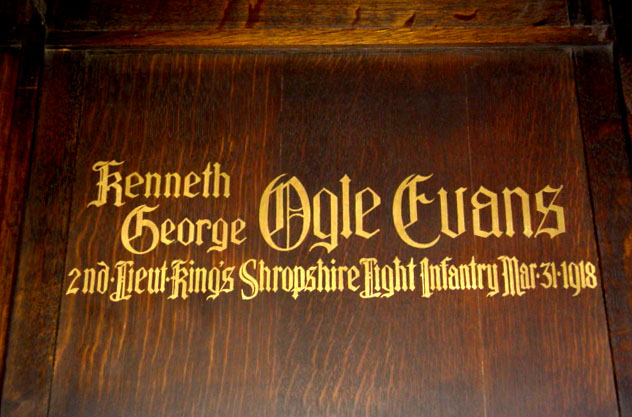 Kenneth
George Ogle Evans
2nd·Lieut·King's Shropshire Light Infantry Mar·31·1918